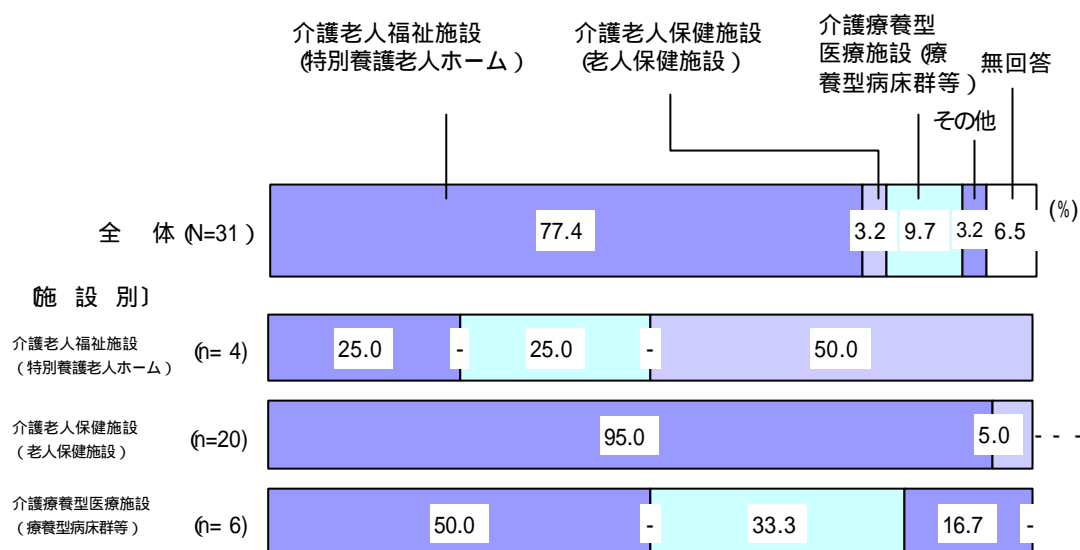 介護老人福祉施設
(特別養護老人ホーム)
介護老人保健施設
(老人保健施設)
介護療養型
医療施設(療
養型病床群等)
無回答
その他
(%)
全 体(N=31)
77.4
3.2
9.7
3.2
6.5
〔施 設 別〕
介護老人福祉施設
(特別養護老人ホーム)
(n= 4)
25.0
-
25.0
-
50.0
介護老人保健施設
(老人保健施設)
(n=20)
95.0
5.0
- - -
介護療養型医療施設
(療養型病床群等)
(n= 6)
50.0
-
33.3
16.7
-